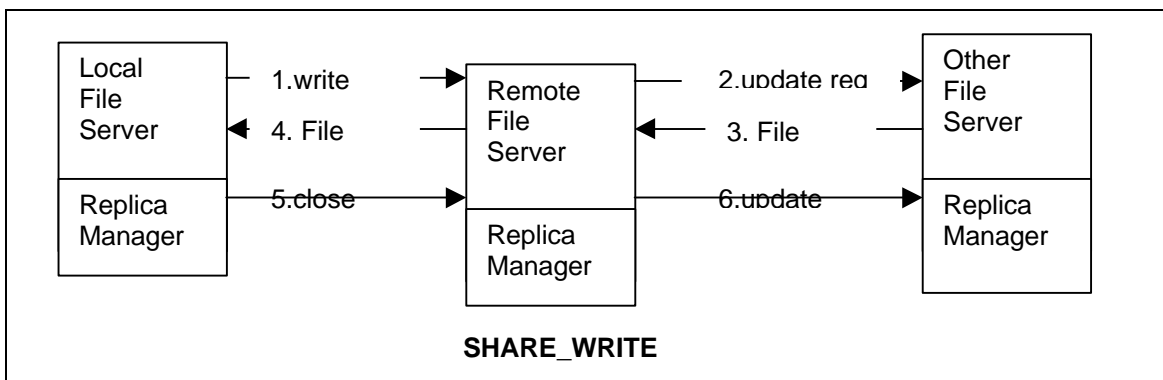 Local
File
Server
1.write
2.update req
Other
File
Server
Remote
File
Server
4. File
3. File
Replica
Manager
5.close
6.update
Replica
Manager
Replica
Manager
SHARE_WRITE